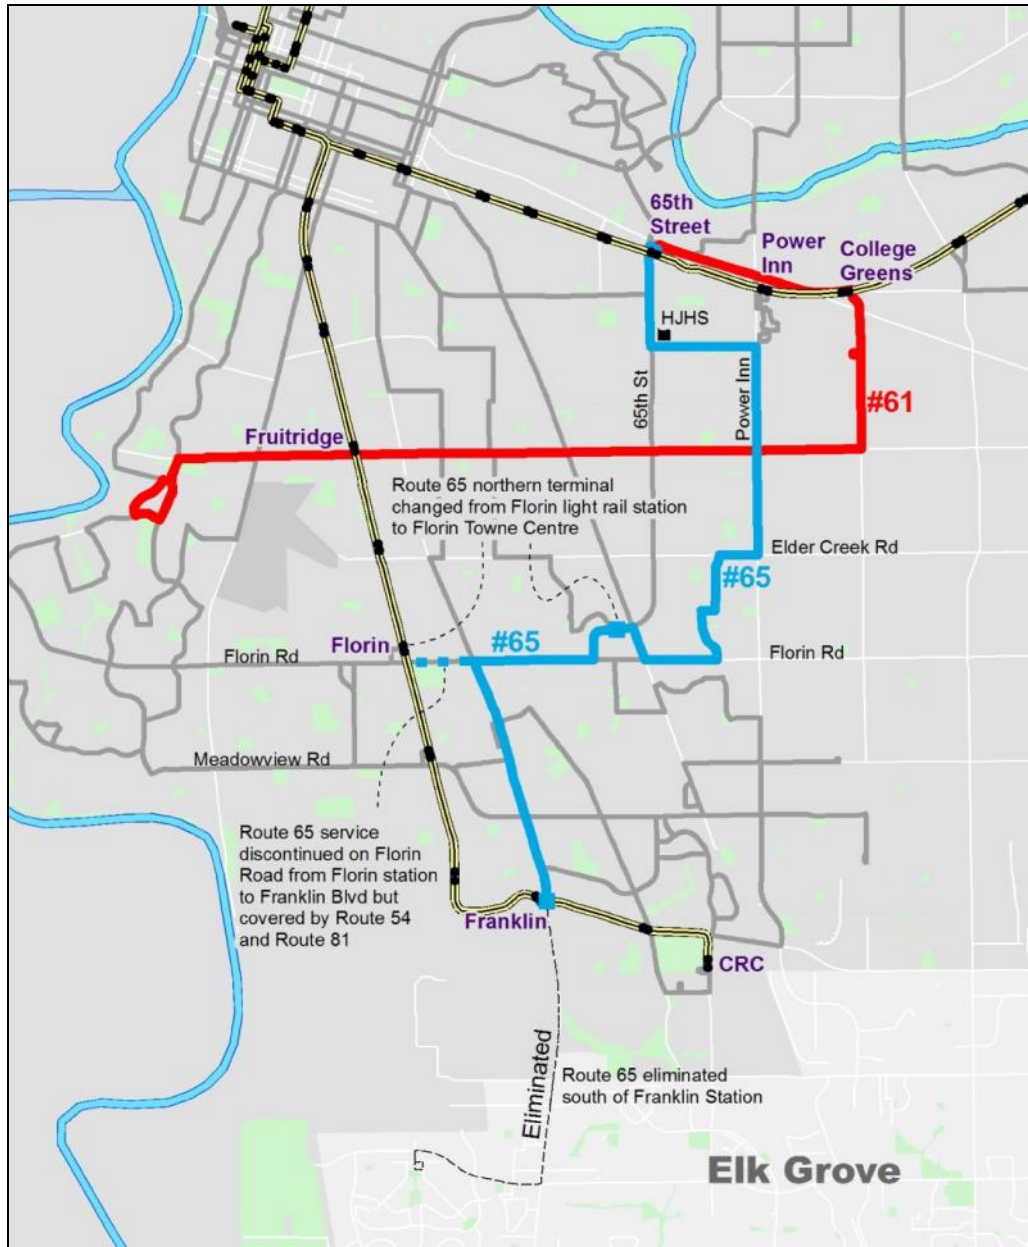 65th
Street
Power
Inn
College
Greens
HJHS
65th St
Power Inn
#61
Fruitridge
Route 65 northern terminal
changed from Florin light rail station
to Florin Towne Centre
Elder Creek Rd
#65
Florin
#65
Florin Rd
Florin Rd
Meadowview Rd
Route 65 service
discontinued on Florin
Road from Florin station
to Franklin Blvd but
covered by Route 54
and Route 81
Franklin
CRC
Eliminated
Route 65 eliminated
south of Franklin Station
Elk Grove